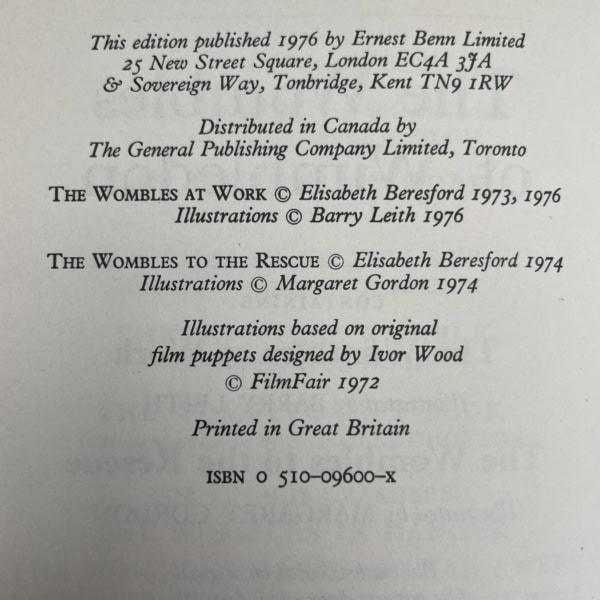 This edition published 1976 by Ernest Benn Limited
25 New Street Square, London EC4A 3JA
& Sovereign Way, Tonbridge, Kent TN9 1RW
Distributed in Canada by
The General Publishing Company Limited, Toronto
THE WOMBLES AT WORK © Elisabeth Beresford 1973, 1976
Illustrations © Barry Leith 1976
THE WOMBLES TO THE RESCUE © Elisabeth Beresford 1974
Illustrations © Margaret Gordon 1974
Illustrations based on original
film puppets designed by Ivor Wood
© FilmFair 1972
Printed in Great Britain
ISBN 0 510-09600-X